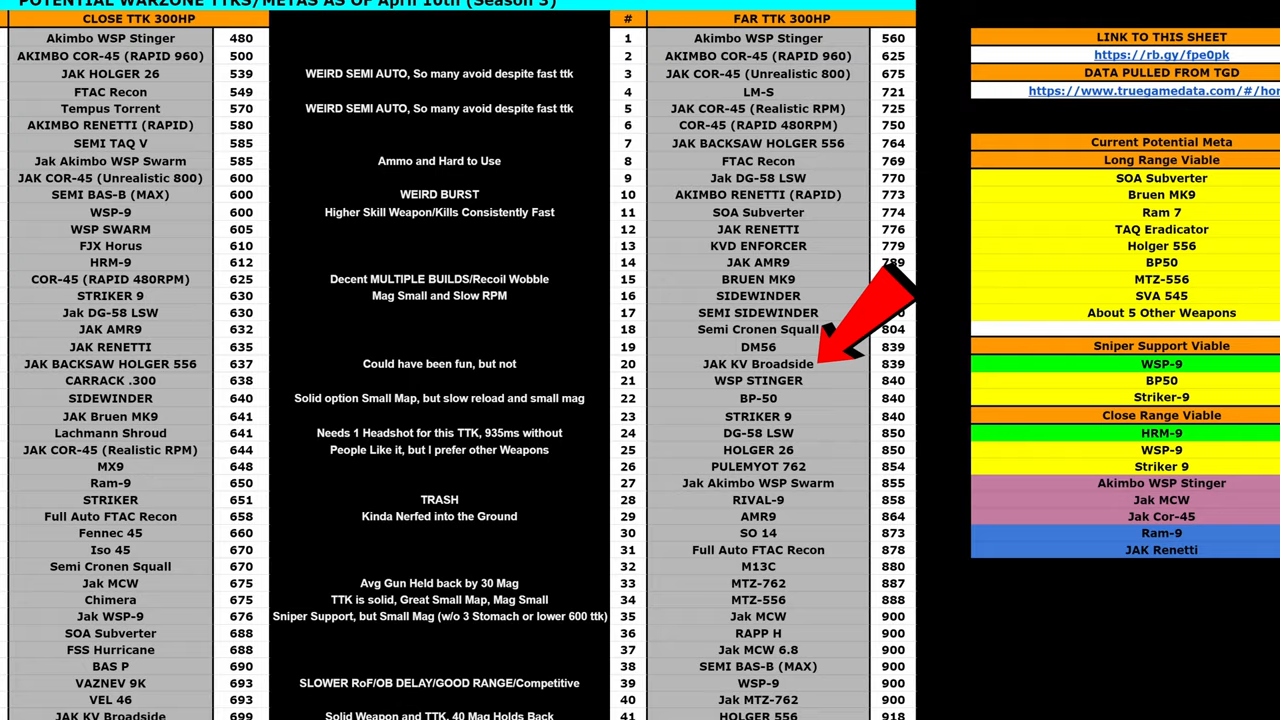 POTENTIAL WARZONE TTKS/METAS AS OF April 10th (Season 3)
CLOSE TTK 300HP # FAR TTK 300HP
Akimbo WSP Stinger 480 1 Akimbo WSP Stinger 560 LINK TO THIS SHEET
AKIMBO COR-45 (RAPID 960) 500 2 AKIMBO COR-45 (RAPID 960) 625 https://rb.gy/fpe0pk
JAK HOLGER 26 539 WEIRD SEMI AUTO, So many avoid despite fast ttk 3 JAK COR-45 (Unrealistic 800) 675 DATA PULLED FROM TGD
FTAC Recon 549 4 LM-S 721 https://www.truegamedata.com/#/hor
Tempus Torrent 570 WEIRD SEMI AUTO, So many avoid despite fast ttk 5 JAK COR-45 (Realistic RPM) 725
AKIMBO RENETTI (RAPID) 580 6 COR-45 (RAPID 480RPM) 750
SEMI TAQ V 585 7 JAK BACKSAW HOLGER 556 764 Current Potential Meta
Jak Akimbo WSP Swarm 585 Ammo and Hard to Use 8 FTAC Recon 769 Long Range Viable
JAK COR-45 (Unrealistic 800) 600 9 Jak DG-58 LSW 770 SOA Subverter
SEMI BAS-B (MAX) 600 WEIRD BURST 10 AKIMBO RENETTI (RAPID) 773 Bruen MK9
WSP-9 600 Higher Skill Weapon/Kills Consistently Fast 11 SOA Subverter 774 Ram 7
WSP SWARM 605 12 JAK RENETTI 776 TAQ Eradicator
FJX Horus 610 13 KVD ENFORCER 779 Holger 556
HRM-9 612 14 JAK AMR9 789 BP50
COR-45 (RAPID 480RPM) 625 Decent MULTIPLE BUILDS/Recoil Wobble 15 BRUEN MK9 MTZ-556
STRIKER 9 630 Mag Small and Slow RPM 16 SIDEWINDER SVA 545
Jak DG-58 LSW 630 17 SEMI SIDEWINDER About 5 Other Weapons
JAK AMR9 632 18 Semi Cronen Squall 804
JAK RENETTI 635 19 DM56 839 Sniper Support Viable
JAK BACKSAW HOLGER 556 637 Could have been fun, but not 20 JAK KV Broadside 839 WSP-9
CARRACK .300 638 21 WSP STINGER 840 BP50
SIDEWINDER 640 Solid option Small Map, but slow reload and small mag 22 BP-50 840 Striker-9
JAK Bruen MK9 641 23 STRIKER 9 840 Close Range Viable
Lachmann Shroud 641 Needs 1 Headshot for this TTK, 935ms without 24 DG-58 LSW 850 HRM-9
JAK COR-45 (Realistic RPM) 644 People Like it, but I prefer other Weapons 25 HOLGER 26 850 WSP-9
MX9 648 26 PULEMYOT 762 854 Striker 9
Ram-9 650 27 Jak Akimbo WSP Swarm 855 Akimbo WSP Stinger
STRIKER 651 TRASH 28 RIVAL-9 858 Jak MCW
Full Auto FTAC Recon 658 Kinda Nerfed into the Ground 29 AMR9 864 Jak Cor-45
Fennec 45 660 30 SO 14 873 Ram-9
Iso 45 670 31 Full Auto FTAC Recon 878 JAK Renetti
Semi Cronen Squall 670 32 M13C 880
Jak MCW 675 Avg Gun Held back by 30 Mag 33 MTZ-762 887
Chimera 675 TTK is solid, Great Small Map, Mag Small 34 MTZ-556 888
Jak WSP-9 676 Sniper Support, but Small Mag (w/o 3 Stomach or lower 600 ttk) 35 Jak MCW 900
SOA Subverter 688 36 RAPP H 900
FSS Hurricane 688 37 Jak MCW 6.8 900
BAS P 690 38 SEMI BAS-B (MAX) 900
VAZNEV 9K 693 SLOWER RoF/OB DELAY/GOOD RANGE/Competitive 39 WSP-9 900
VEL 46 693 40 Jak MTZ-762 900
JAK KV Broadside 699 Solid Weapon and TTK, 40 Mag Holds Back 41 HOLGER 556 918